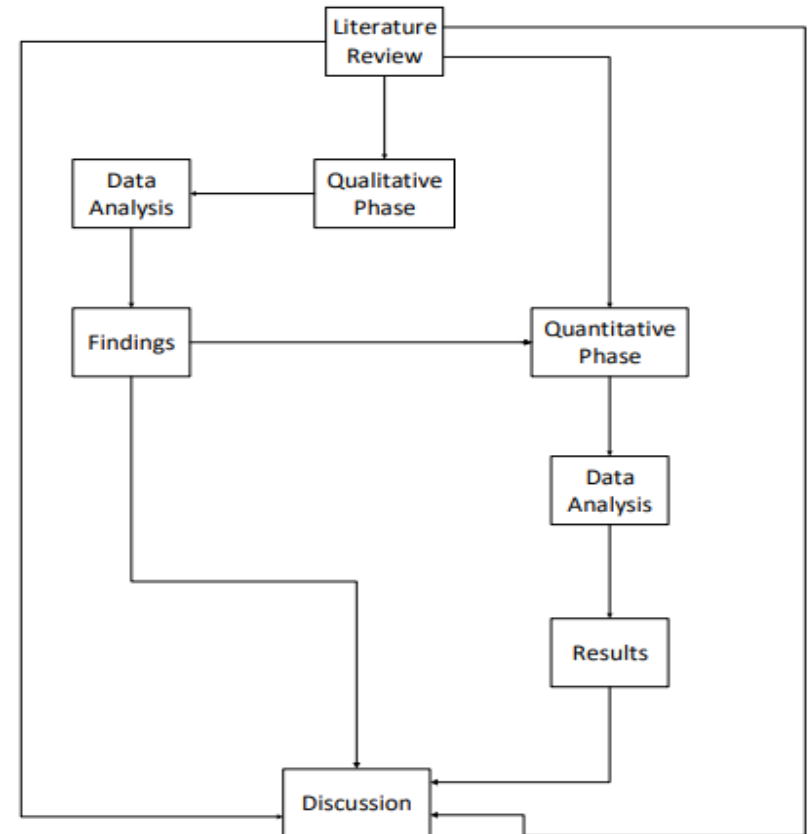 Literature
Review
Data
Analysis
Qualitative
Phase
Findings
Quantitative
Phase
Data
Analysis
Results
Discussion